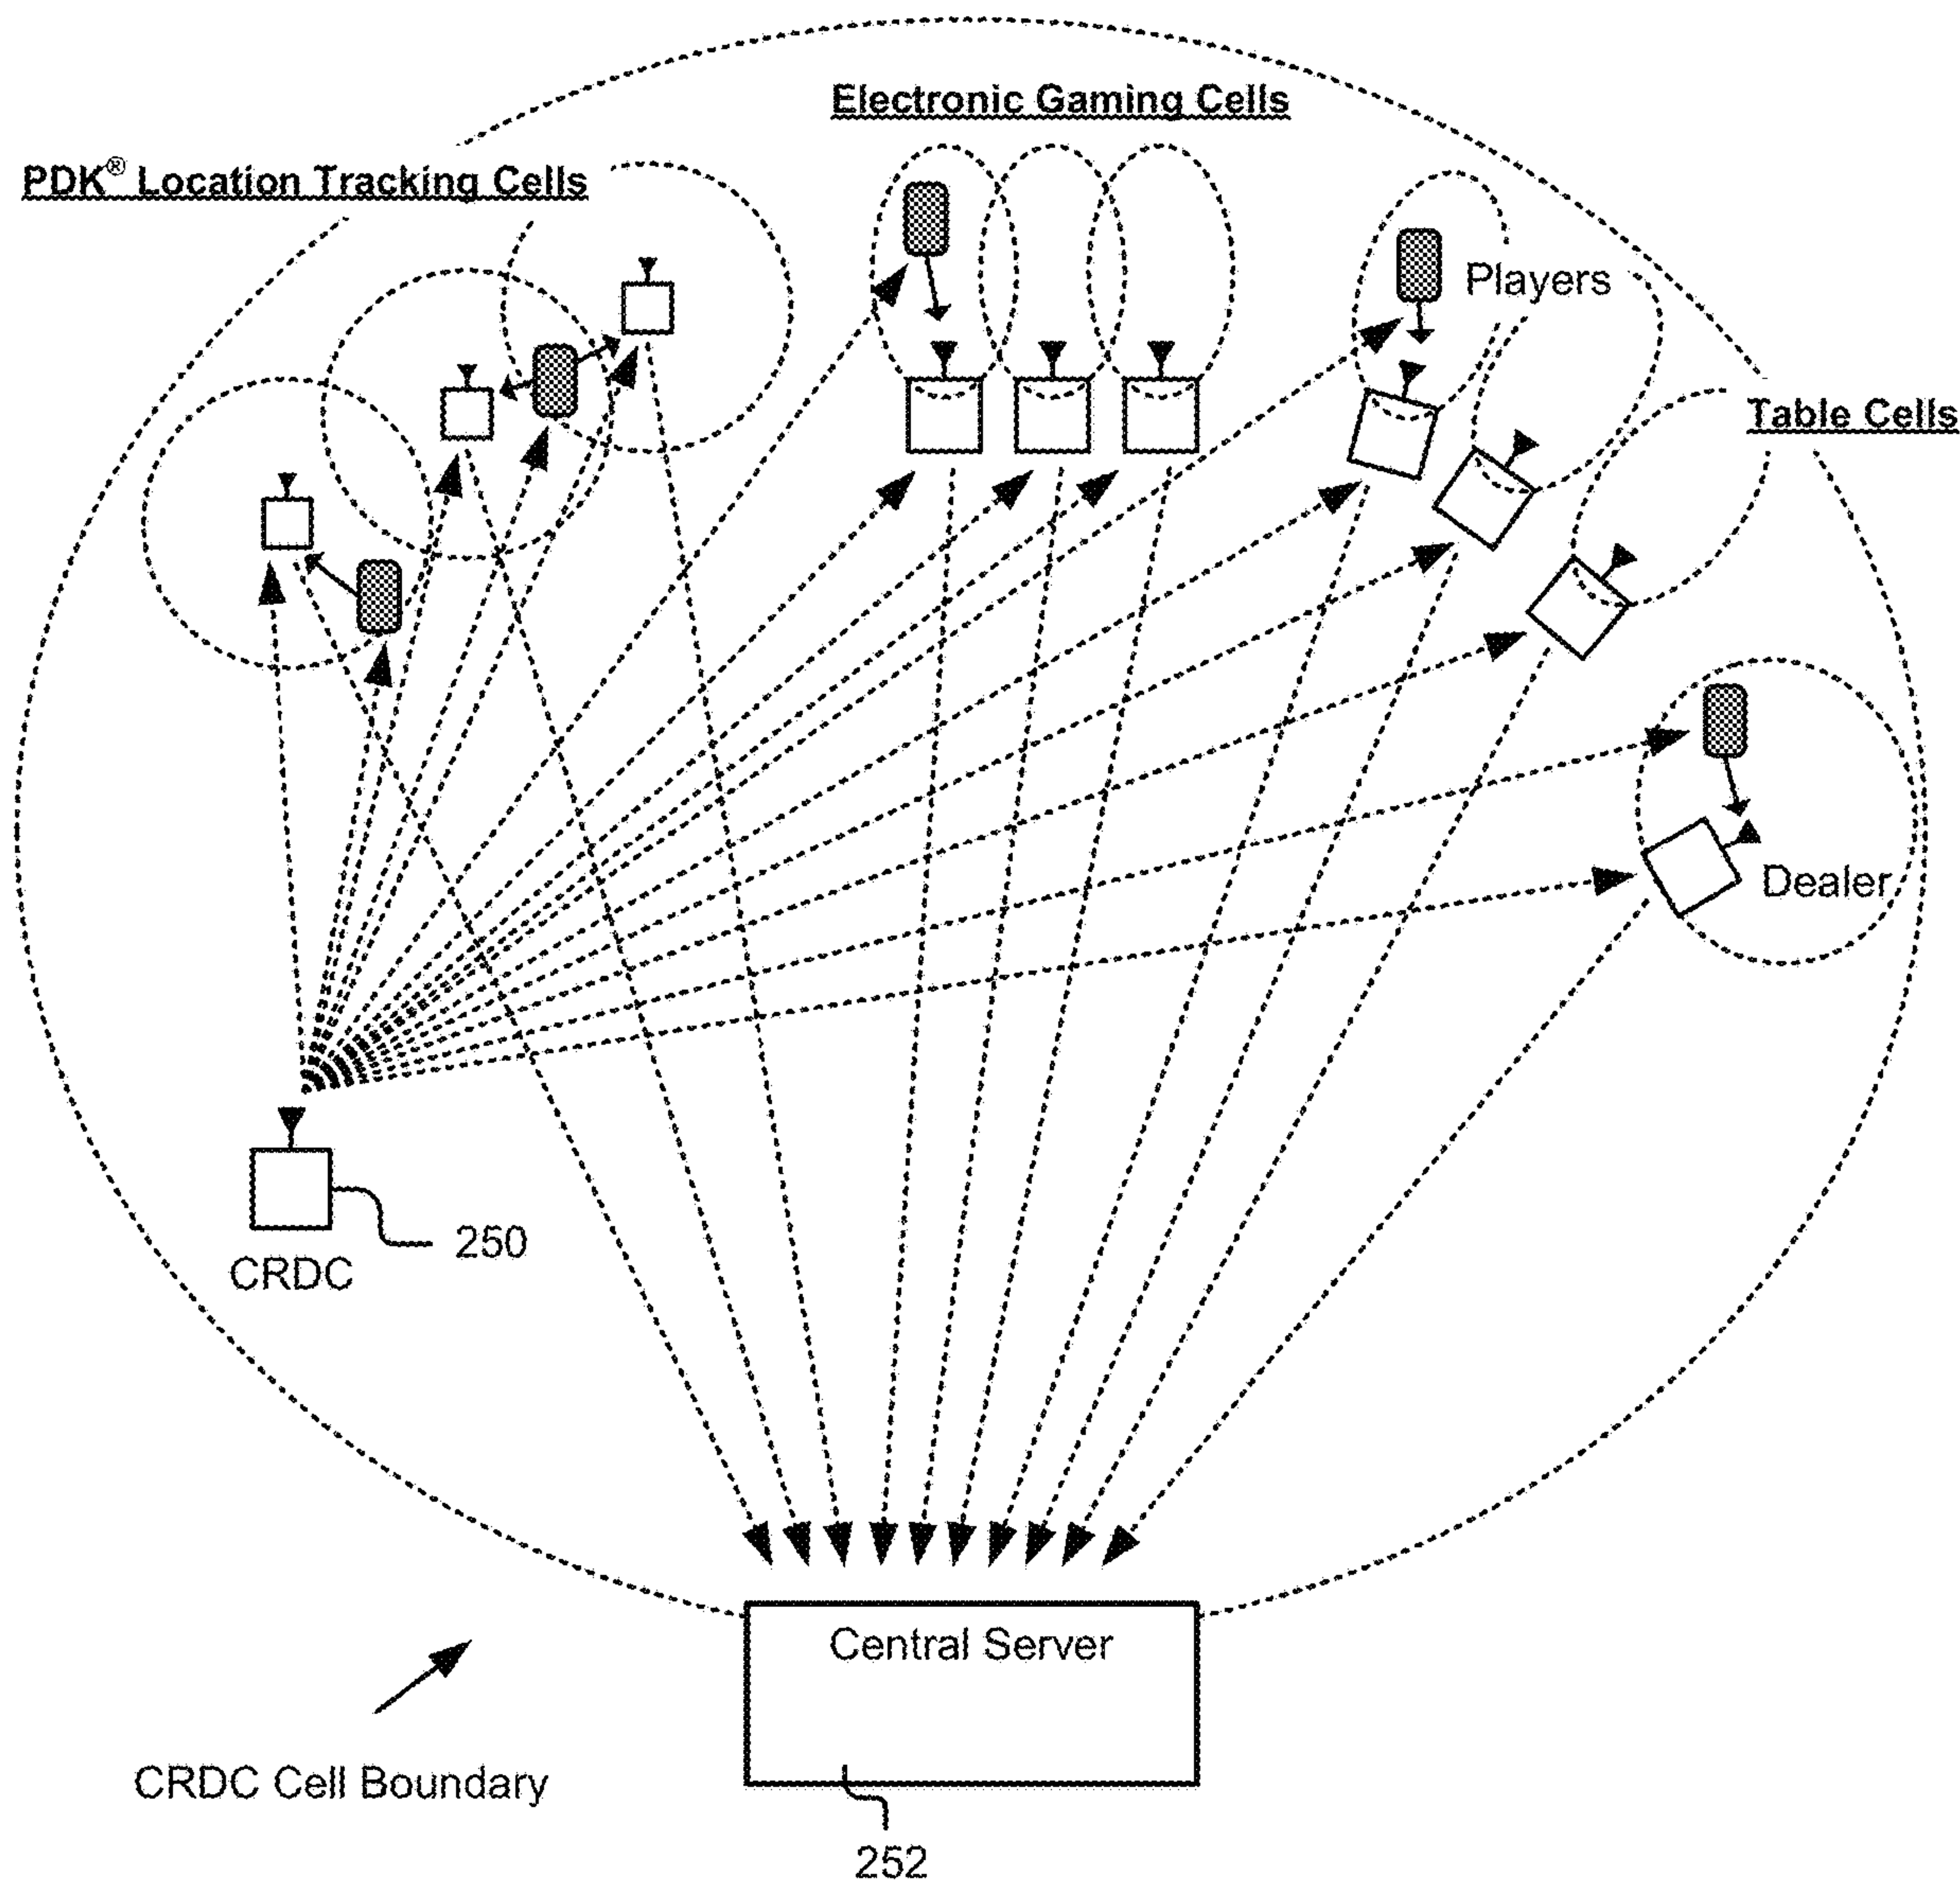 Electronic Gaming Cells
PDK® Location Tracking Cells
Players
Table Cells
Dealer
250
CRDC
Central Server
CRDC Cell Boundary
252